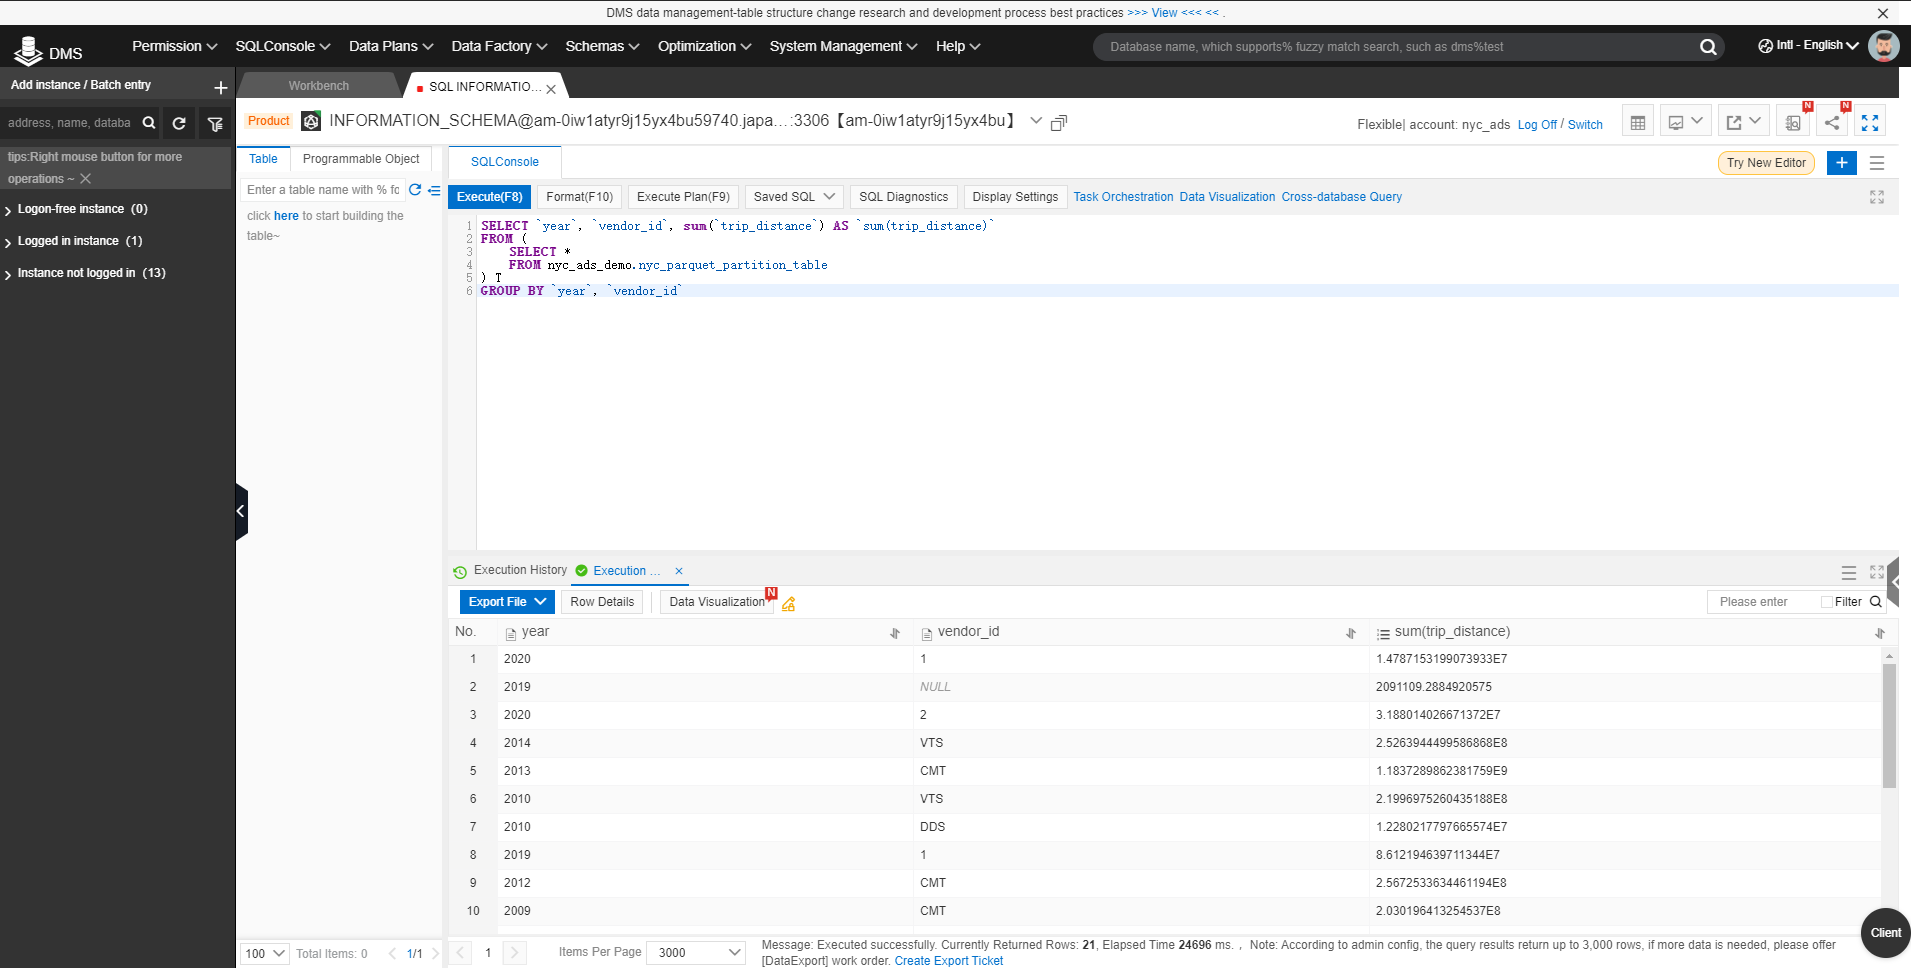 DMS data management-table structure change research and development process best practices >>> View <<< << .
DMS
Permission
SQLConsole
Data Plans
Data Factory
Schemas
Optimization
System Management
Help
Database name, which supports% fuzzy match search, such as dms%test
Intl - English
Add instance / Batch entry
Workbench
SQL INFORMATIO...
address, name, databa
Product
INFORMATION_SCHEMA@am-0iw1atyr9j15yx4bu59740.japa...:3306【am-0iw1atyr9j15yx4bu】
Flexible| account: nyc_ads Log Off / Switch
N
N
tips:Right mouse button for more
operations ~
Table
Programmable Object
SQLConsole
Try New Editor
Enter a table name with % fo
click here to start building the
table~
Logon-free instance (0)
Logged in instance (1)
Instance not logged in (13)
Execute(F8)
Format(F10)
Execute Plan(F9)
Saved SQL
SQL Diagnostics
Display Settings
Task Orchestration
Data Visualization
Cross-database Query
1 SELECT `year`, `vendor_id`, sum(`trip_distance`) AS `sum(trip_distance)`
2 FROM (
3 SELECT *
4 FROM nyc_ads_demo.nyc_parquet_partition_table
5 )
6 GROUP BY `year`, `vendor_id`
Execution History
Execution ...
Export File
Row Details
Data Visualization
N
Please enter
Filter
No. year vendor_id sum(trip_distance)
1 2020 1 1.4787153199073933E7
2 2019 NULL 2091109.2884920575
3 2020 2 3.188014026671372E7
4 2014 VTS 2.5263944499586868E8
5 2013 CMT 1.1837289862381759E9
6 2010 VTS 2.1996975260435188E8
7 2010 DDS 1.2280217797665574E7
8 2019 1 8.612194639711344E7
9 2012 CMT 2.5672533634461194E8
10 2009 CMT 2.030196413254537E8
Client
100
Total Items: 0
1/1
1
Items Per Page
3000
Message: Executed successfully. Currently Returned Rows: 21, Elapsed Time 24696 ms. , Note: According to admin config, the query results return up to 3,000 rows, if more data is needed, please offer
[DataExport] work order. Create Export Ticket